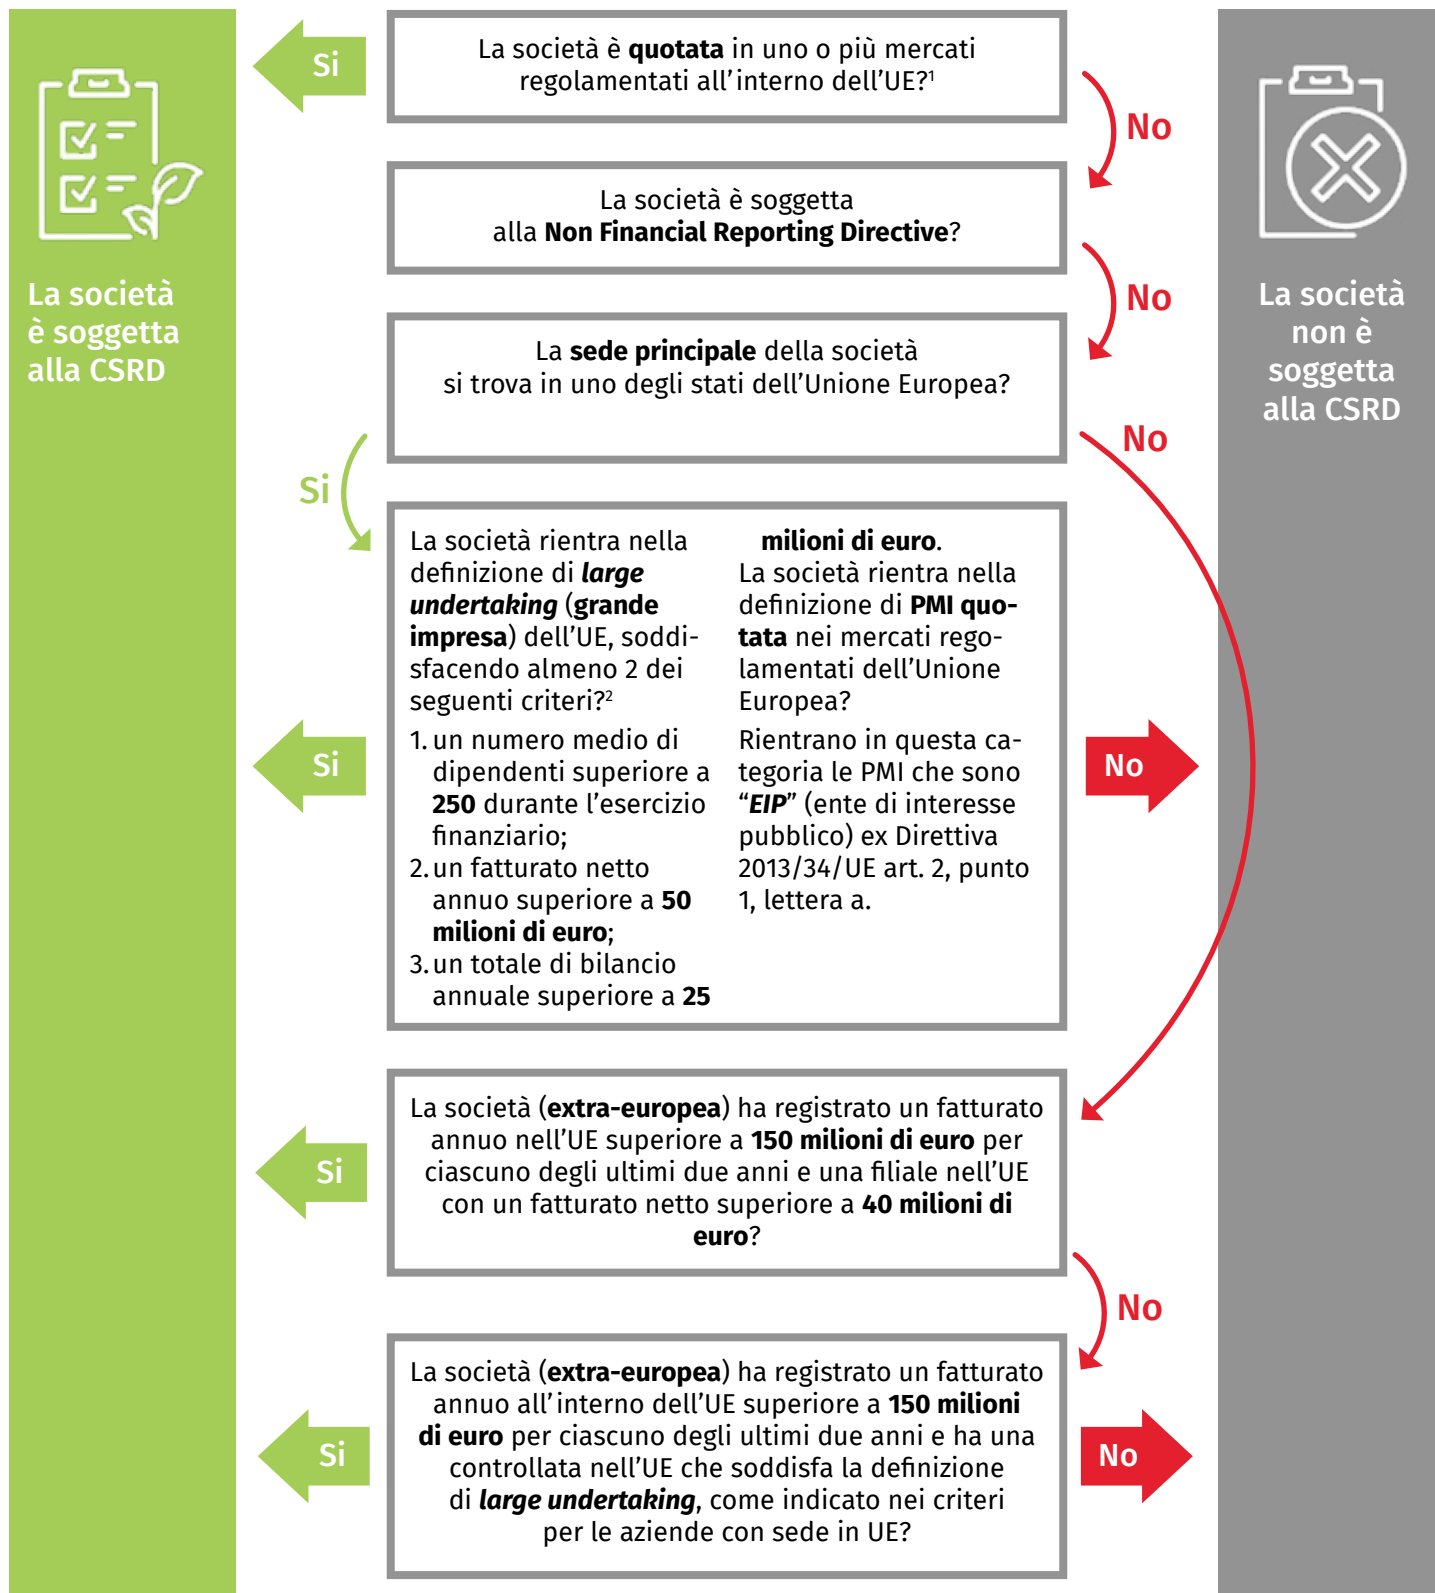 La società
è soggetta
alla CSRD
Si
La società è quotata in uno o più mercati
regolamentati all'interno dell'UE?1
No
La società è soggetta
alla Non Financial Reporting Directive?
No
La sede principale della società
si trova in uno degli stati dell'Unione Europea?
No
Si
La società rientra nella
definizione di large
undertaking (grande
impresa) dell'UE, soddi-
sfacendo almeno 2 dei
seguenti criteri?2
1. un numero medio di
dipendenti superiore a
250 durante l'esercizio
finanziario;
2. un fatturato netto
annuo superiore a 50
milioni di euro;
3. un totale di bilancio
annuale superiore a 25
milioni di euro.
La società rientra nella
definizione di PMI quo-
tata nei mercati rego-
lamentati dell'Unione
Europea?
Rientrano in questa ca-
tegoria le PMI che sono
“EIP” (ente di interesse
pubblico) ex Direttiva
2013/34/UE art. 2, punto
1, lettera a.
Si
No
La società (extra-europea) ha registrato un fatturato
annuo nell'UE superiore a 150 milioni di euro per
ciascuno degli ultimi due anni e una filiale nell'UE
con un fatturato netto superiore a 40 milioni di
euro?
Si
No
La società (extra-europea) ha registrato un fatturato
annuo all'interno dell'UE superiore a 150 milioni
di euro per ciascuno degli ultimi due anni e ha una
controllata nell'UE che soddisfa la definizione
di large undertaking, come indicato nei criteri
per le aziende con sede in UE?
Si
No
La società
non è
soggetta
alla CSRD